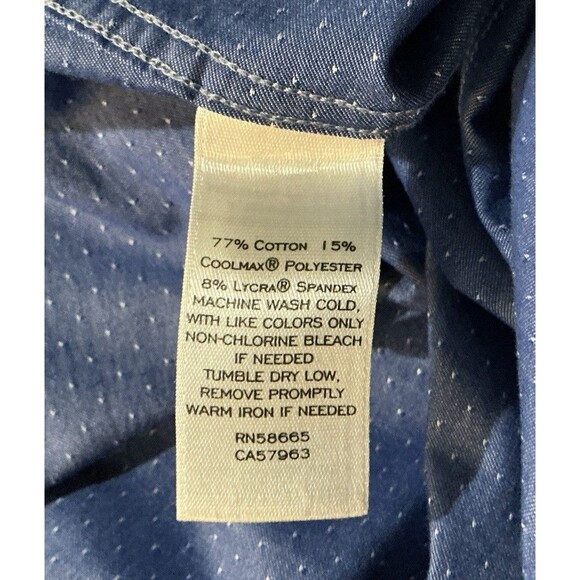 77% COTTON 15%
COOLMAX® POLYESTER
8% LYCRA® SPANDEX
MACHINE WASH COLD,
WITH LIKE COLORS ONLY
NON-CHLORINE BLEACH
IF NEEDED
TUMBLE DRY LOW,
REMOVE PROMPTLY
WARM IRON IF NEEDED
RN58665
CA57963